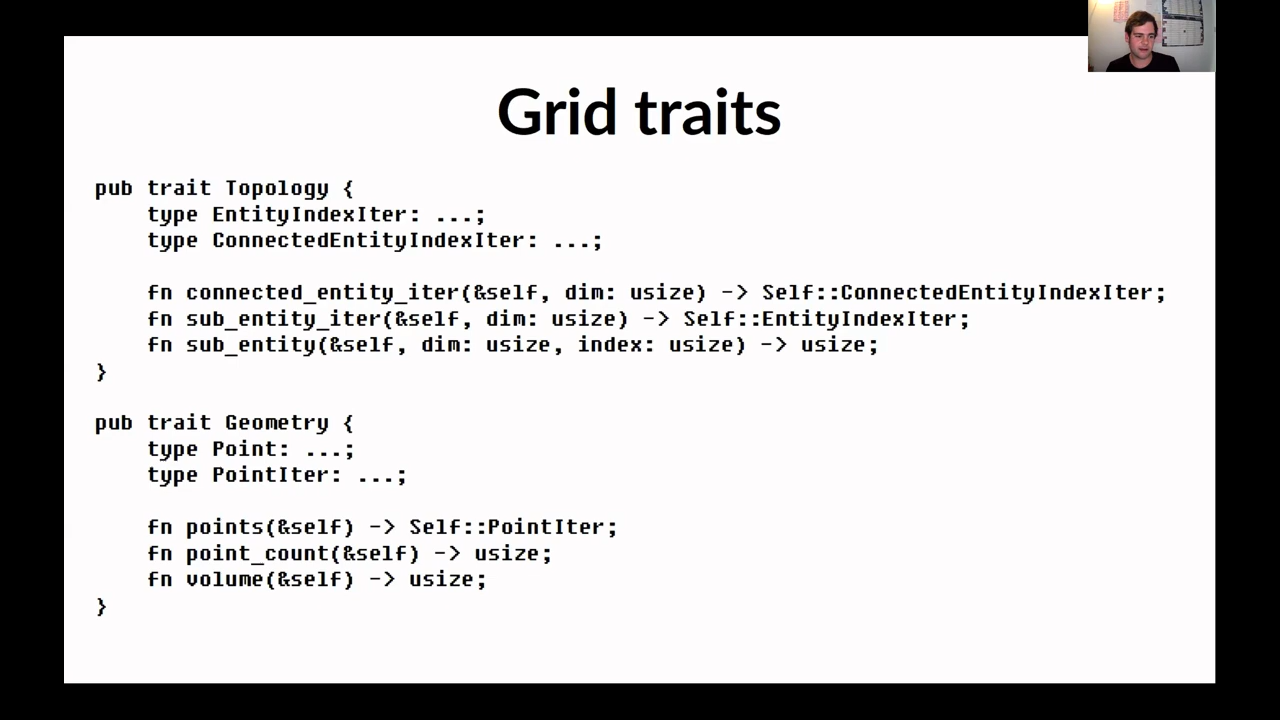 Grid traits
pub trait Topology {
    type EntityIndexIter: ...;
    type ConnectedEntityIndexIter: ...;
    fn connected_entity_iter(&self, dim: usize) -> Self::ConnectedEntityIndexIter;
    fn sub_entity_iter(&self, dim: usize) -> Self::EntityIndexIter;
    fn sub_entity(&self, dim: usize, index: usize) -> usize;
}
pub trait Geometry {
    type Point: ...;
    type PointIter: ...;
    fn points(&self) -> Self::PointIter;
    fn point_count(&self) -> usize;
    fn volume(&self) -> usize;
}